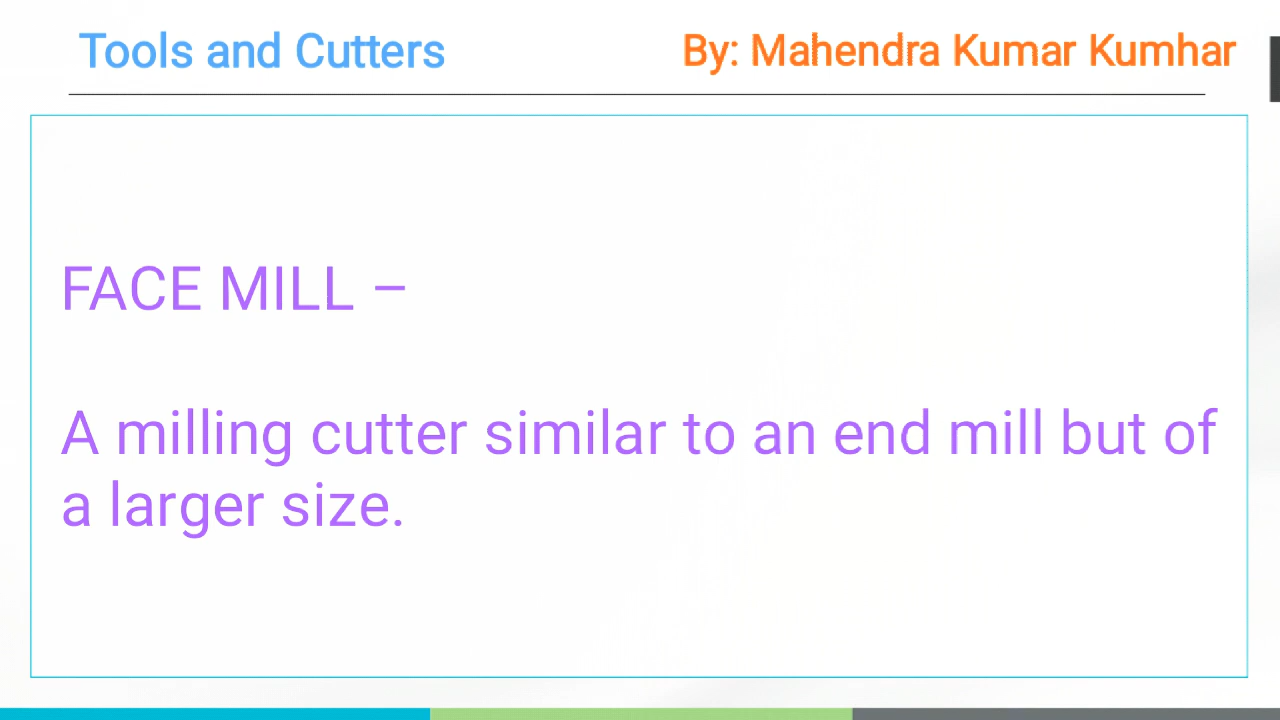 Tools and Cutters
By: Mahendra Kumar Kumhar
FACE MILL –
A milling cutter similar to an end mill but of
a larger size.